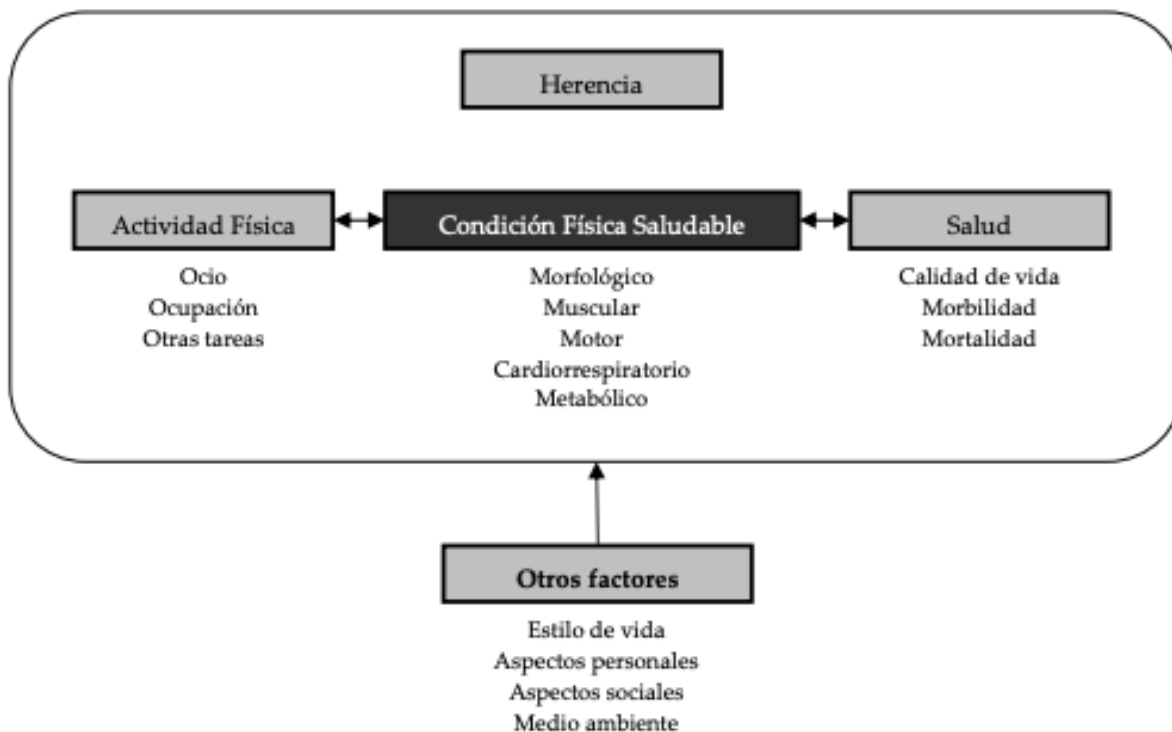 Herencia
Actividad Física
Ocio
Ocupación
Otras tareas
Condición Física Saludable
Morfológico
Muscular
Motor
Cardiorrespiratorio
Metabólico
Salud
Calidad de vida
Morbilidad
Mortalidad
Otros factores
Estilo de vida
Aspectos personales
Aspectos sociales
Medio ambiente